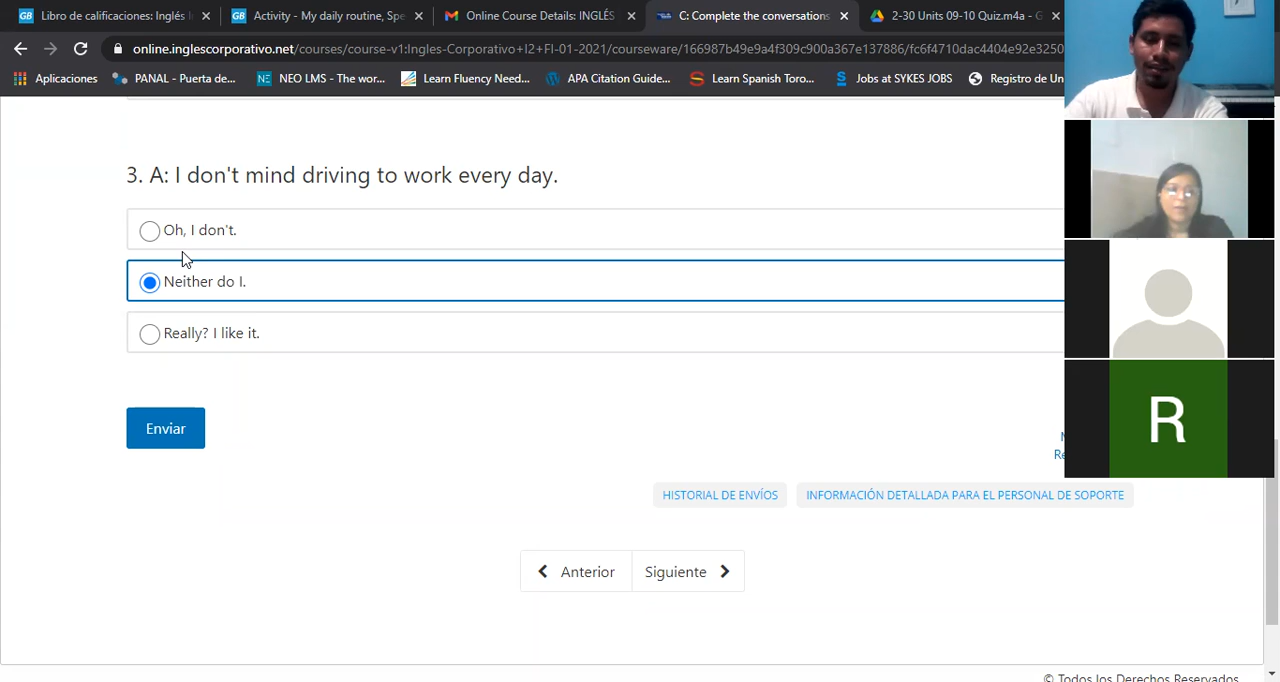 Libro de calificaciones: Inglés I
Activity - My daily routine, Spe
Online Course Details: INGLÉS
C: Complete the conversations
2-30 Units 09-10 Quiz.m4a - G
online.inglescorporativo.net/courses/course-v1:Ingles-Corporativo+I2+FI-01-2021/courseware/166987b49e9a4f309c900a367e137886/fc6f4710dac4404e92e3250
Aplicaciones
PANAL - Puerta de...
NEO LMS - The wor...
Learn Fluency Need...
APA Citation Guide...
Learn Spanish Toro...
Jobs at SYKES JOBS
Registro de Un
3. A: I don't mind driving to work every day.
Oh, I don't.
Neither do I.
Really? I like it.
Enviar
Re
HISTORIAL DE ENVÍOS
INFORMACIÓN DETALLADA PARA EL PERSONAL DE SOPORTE
Anterior
Siguiente
R
© Todos los Derechos Reservados